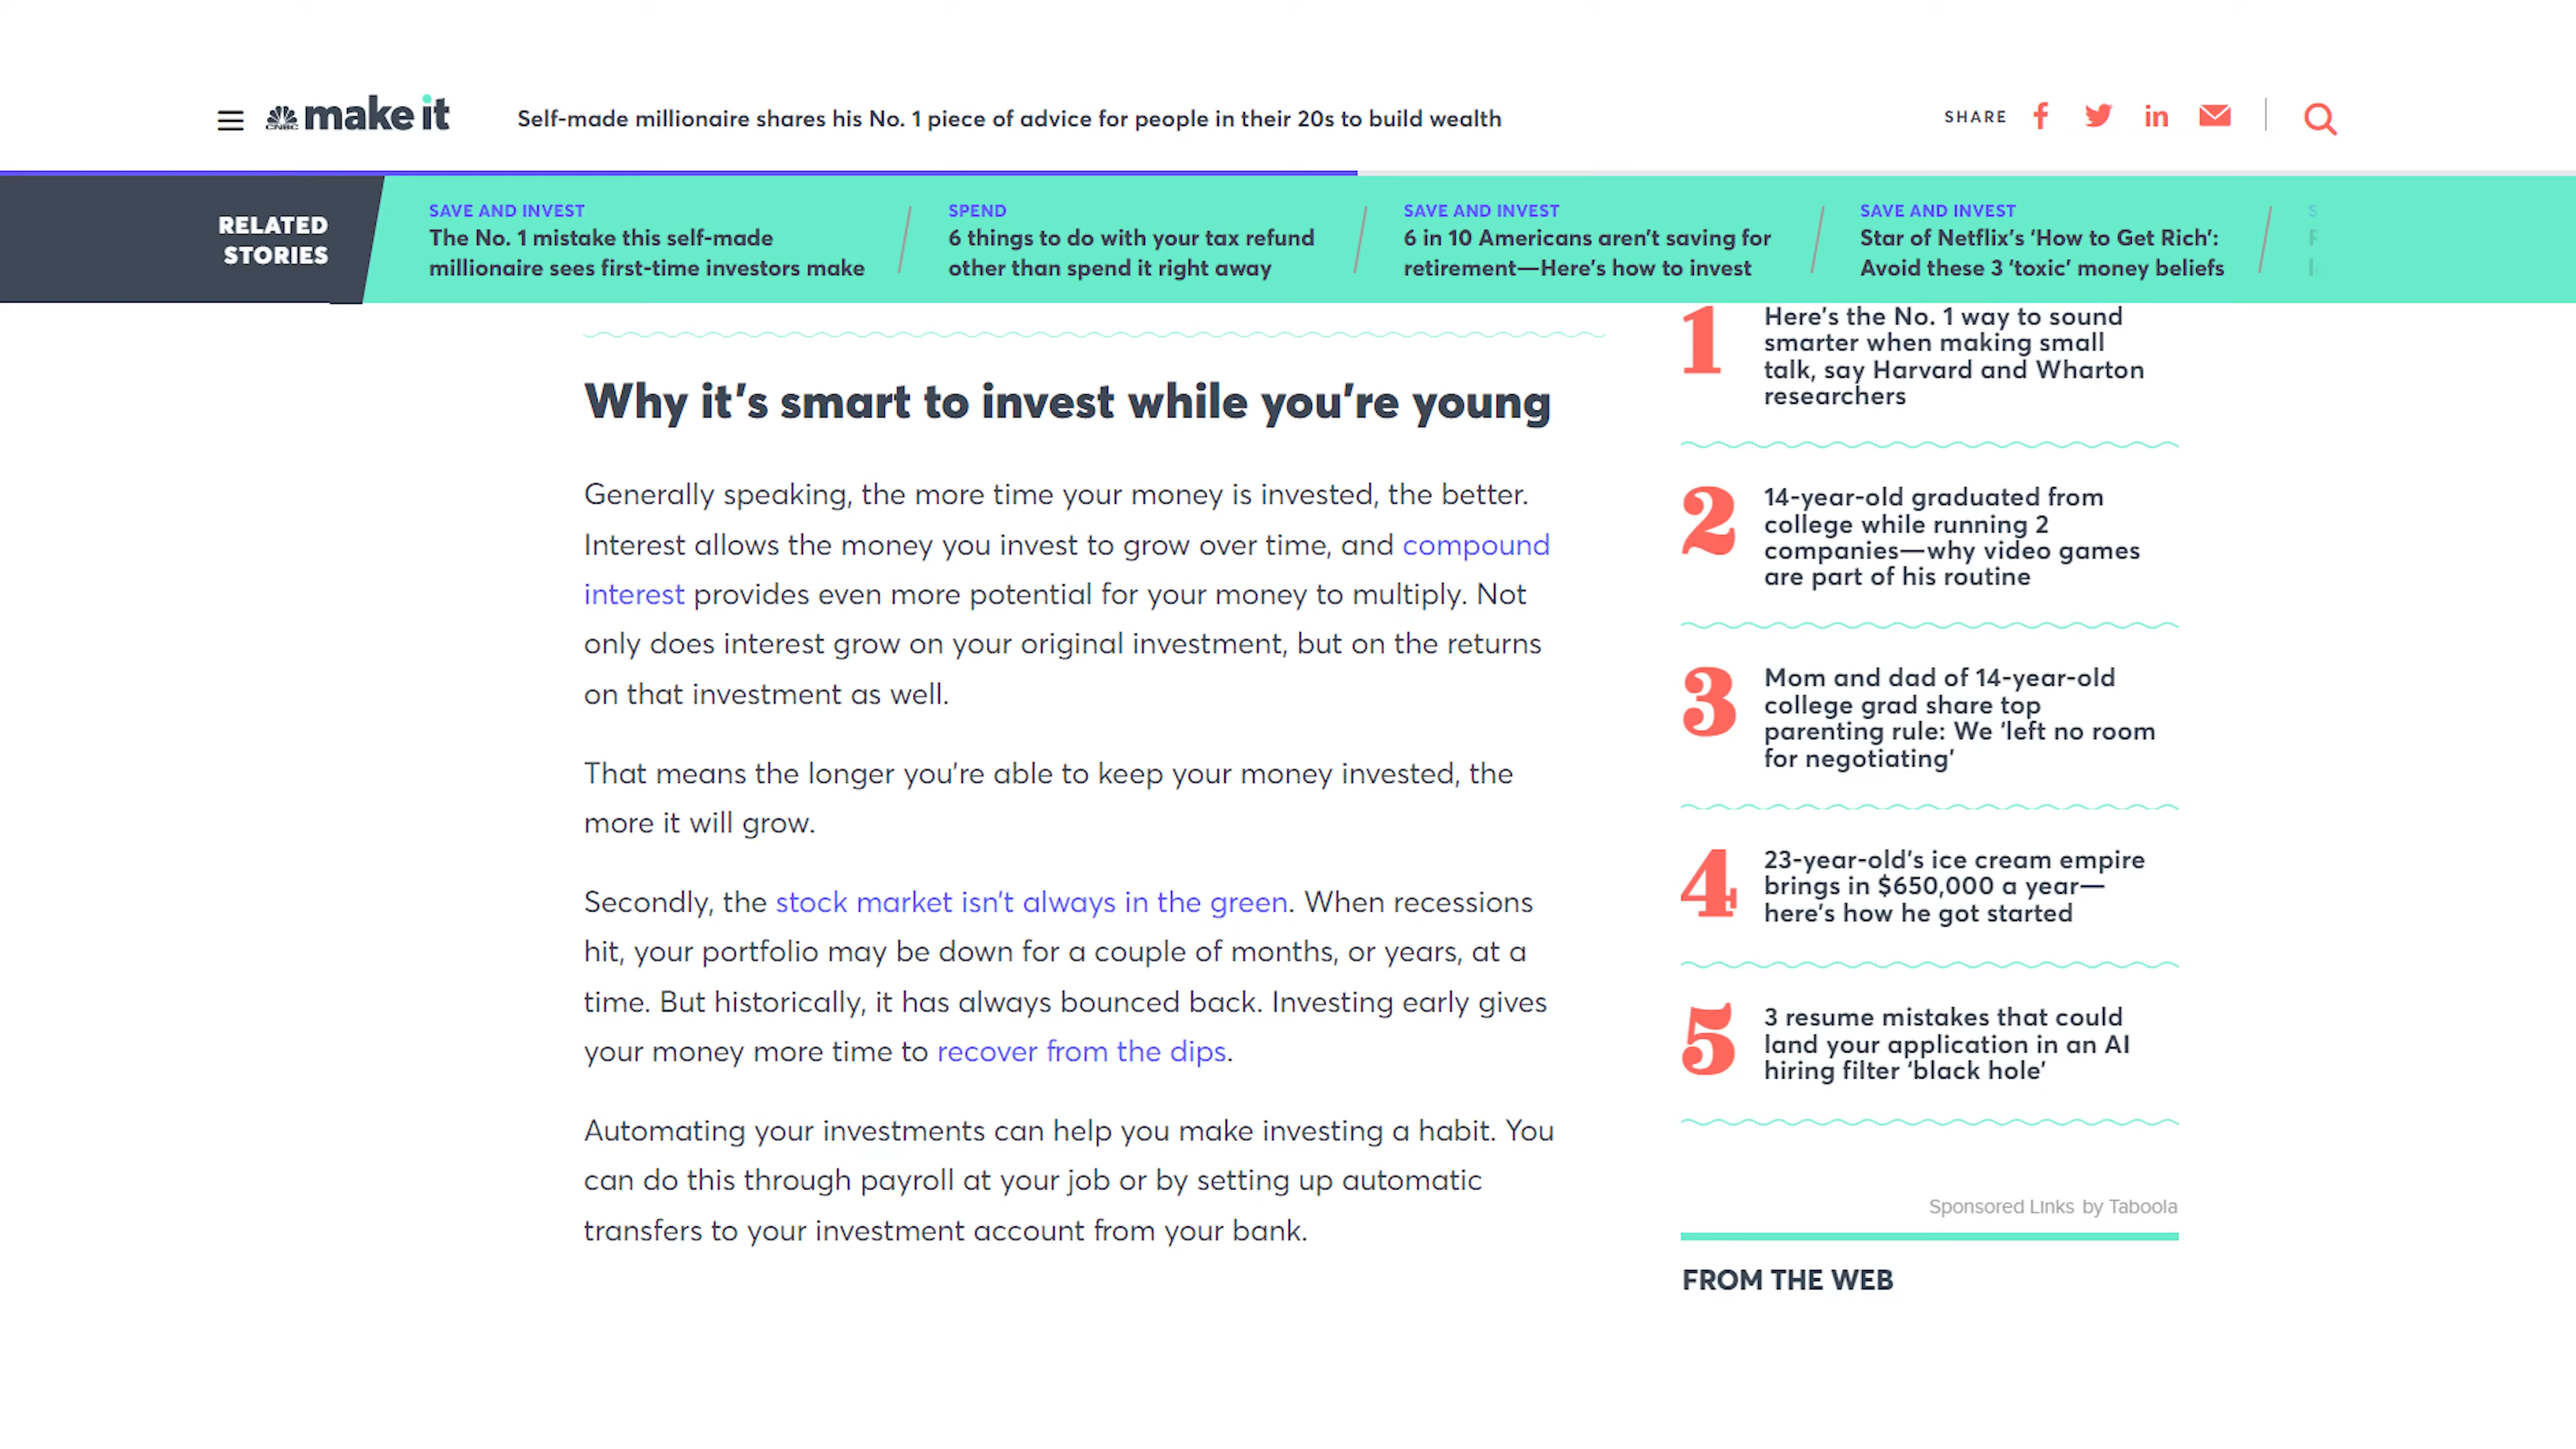 CNBC make it
Self-made millionaire shares his No. 1 piece of advice for people in their 20s to build wealth
SHARE
RELATED
STORIES
SAVE AND INVEST
The No. 1 mistake this self-made
millionaire sees first-time investors make
SPEND
6 things to do with your tax refund
other than spend it right away
SAVE AND INVEST
6 in 10 Americans aren't saving for
retirement—Here's how to invest
SAVE AND INVEST
Star of Netflix's 'How to Get Rich':
Avoid these 3 'toxic' money beliefs
Why it's smart to invest while you're young
Generally speaking, the more time your money is invested, the better.
Interest allows the money you invest to grow over time, and compound
interest provides even more potential for your money to multiply. Not
only does interest grow on your original investment, but on the returns
on that investment as well.
That means the longer you're able to keep your money invested, the
more it will grow.
Secondly, the stock market isn't always in the green. When recessions
hit, your portfolio may be down for a couple of months, or years, at a
time. But historically, it has always bounced back. Investing early gives
your money more time to recover from the dips.
Automating your investments can help you make investing a habit. You
can do this through payroll at your job or by setting up automatic
transfers to your investment account from your bank.
1
Here's the No. 1 way to sound
smarter when making small
talk, say Harvard and Wharton
researchers
2
14-year-old graduated from
college while running 2
companies—why video games
are part of his routine
3
Mom and dad of 14-year-old
college grad share top
parenting rule: We 'left no room
for negotiating'
4
23-year-old's ice cream empire
brings in $650,000 a year—
here's how he got started
5
3 resume mistakes that could
land your application in an AI
hiring filter 'black hole'
Sponsored Links by Taboola
FROM THE WEB